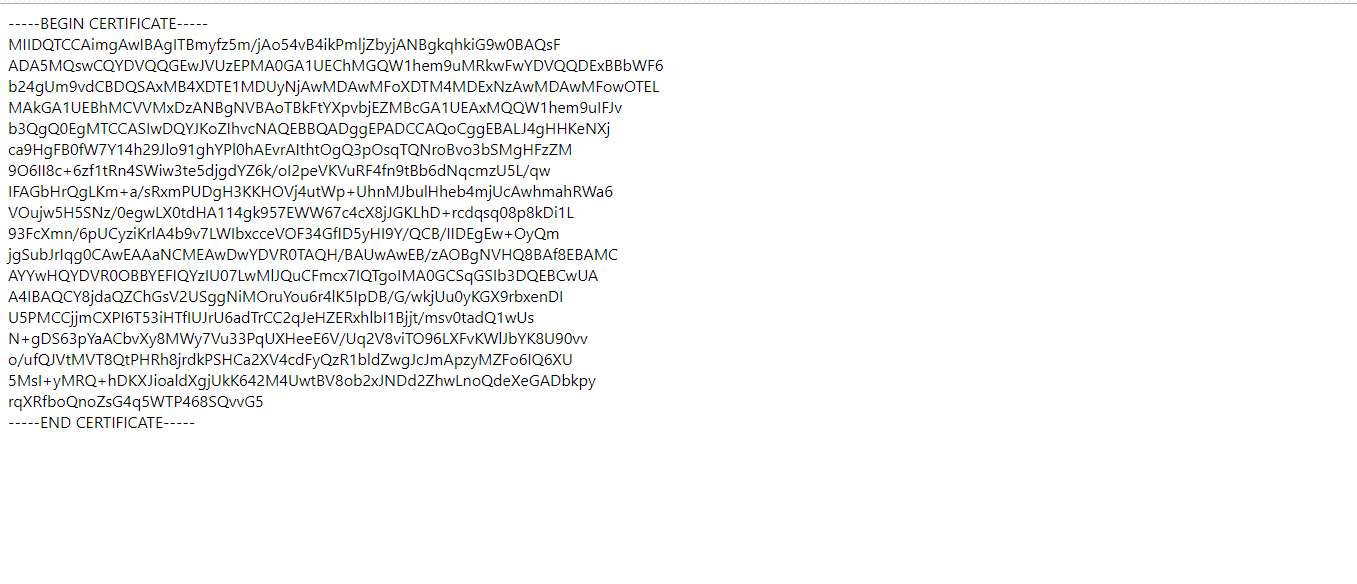 -----BEGIN CERTIFICATE-----
MIIDQTCCAimgAwIBAgITBmyfz5m/jAo54vB4ikPmljZbyjANBgkqhkiG9w0BAQsF
ADA5MQswCQYDVQQGEwJVUzEPMA0GA1UEChMGQW1hem9uMRkwFwYDVQQDExBBbWF6
b24gUm9vdCBDQSAxMB4XDTE1MDUyNjAwMDAwMFoXDTM4MDExNzAwMDAwMFowOTEL
MAkGA1UEBhMCVVMxDzANBgNVBAoTBkFtYXpvbjEZMBcGA1UEAxMQQW1hem9uIFJv
b3QgQ0EgMTCCASIwDQYJKoZIhvcNAQEBBQADggEPADCCAQoCggEBALJ4gHHKeNXj
ca9HgFB0fW7Y14h29Jlo91ghYPl0hAEvrAIthtOgQ3pOsqTQNroBvo3bSMgHFzZM
9O6II8c+6zf1tRn4SWiw3te5djgdYZ6k/oI2peVKVuRF4fn9tBb6dNqcmzU5L/qw
IFAGbHrQgLKm+a/sRxmPUDgH3KKHOVj4utWp+UhnMJbulHheb4mjUcAwhmahRWa6
VOujw5H5SNz/0egwLX0tdHA114gk957EWW67c4cX8jJGKLhD+rcdqsq08p8kDi1L
93FcXmn/6pUCyziKrlA4b9v7LWIbxcceVOF34GfID5yHI9Y/QCB/IIDEgEw+OyQm
jgSubJrIqg0CAwEAAaNCMEAwDwYDVR0TAQH/BAUwAwEB/zAOBgNVHQ8BAf8EBAMC
AYYwHQYDVR0OBBYEFIQYzIU07LwMlJQuCFmcx7IQTgoIMA0GCSqGSIb3DQEBCwUA
A4IBAQCY8jdaQZChGsV2USggNiMOruYou6r4lK5IpDB/G/wkjUu0yKGX9rbxenDI
U5PMCCjjmCXPI6T53iHTfIUJrU6adTrCC2qJeHZERxhlbI1Bjjt/msv0tadQ1wUs
N+gDS63pYaACbvXy8MWy7Vu33PqUXHeeE6V/Uq2V8viTO96LXFvKWlJbYK8U90vv
o/ufQJVtMVT8QtPHRh8jrdkPSHCa2XV4cdFyQzR1bldZwgJcJmApzyMZFo6IQ6XU
5MsI+yMRQ+hDKXJioaldXgjUkK642M4UwtBV8ob2xJNDd2ZhwLnoQdeXeGADbkpy
rqXRfboQnoZsG4q5WTP468SQvvG5
-----END CERTIFICATE-----